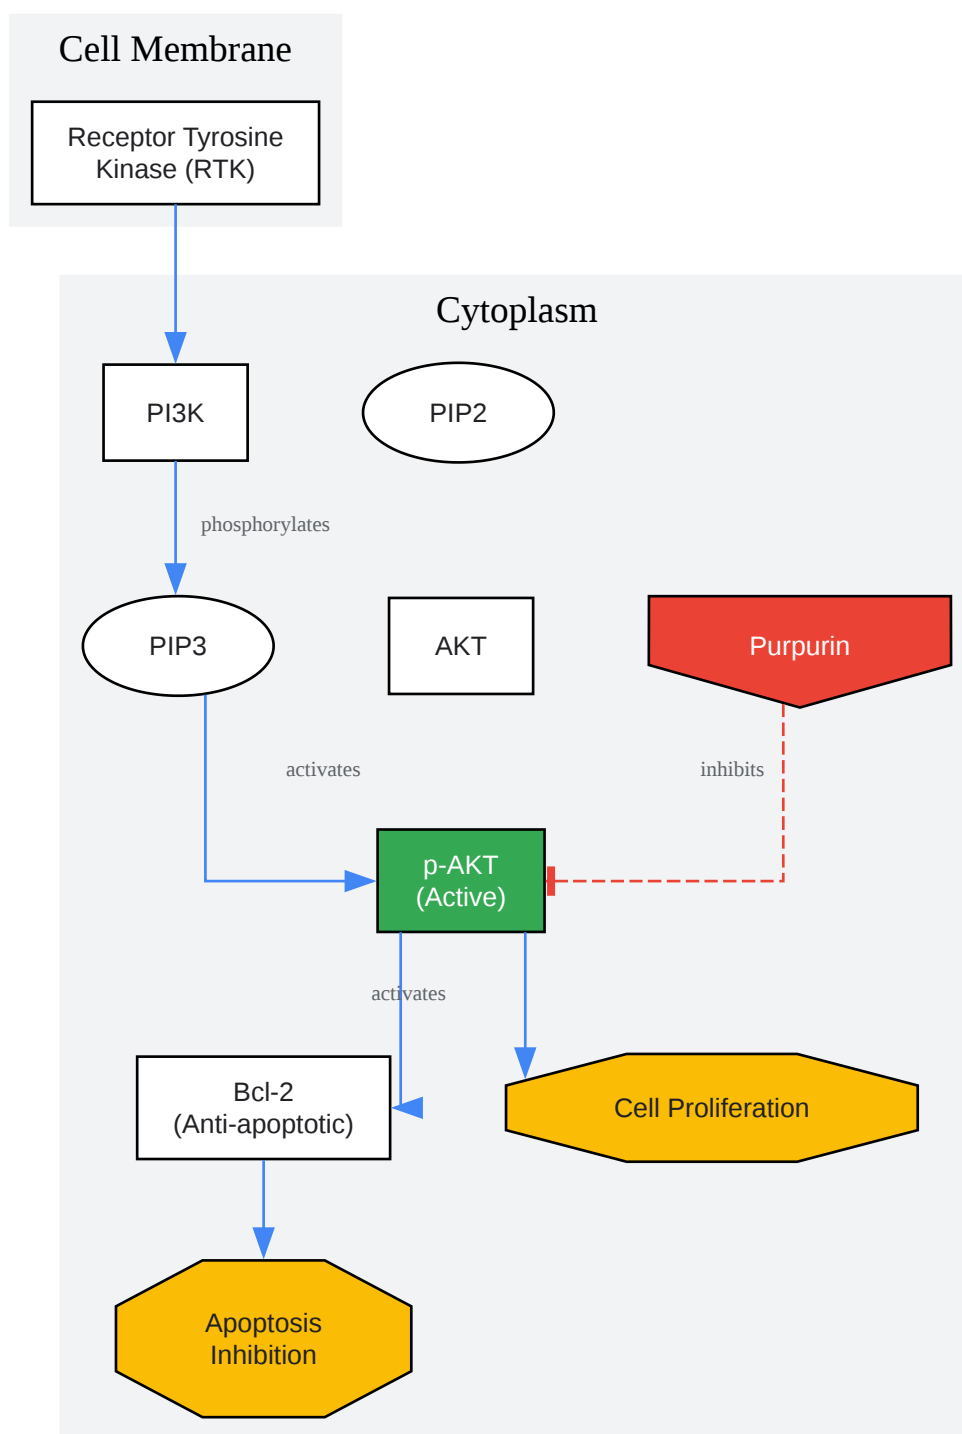 Cell Membrane
Receptor Tyrosine
Kinase (RTK)
Cytoplasm
PI3K
PIP2
phosphorylates
PIP3
AKT
Purpurin
activates
inhibits
p-AKT
(Active)
activates
Bcl-2
(Anti-apoptotic)
Cell Proliferation
Apoptosis
Inhibition